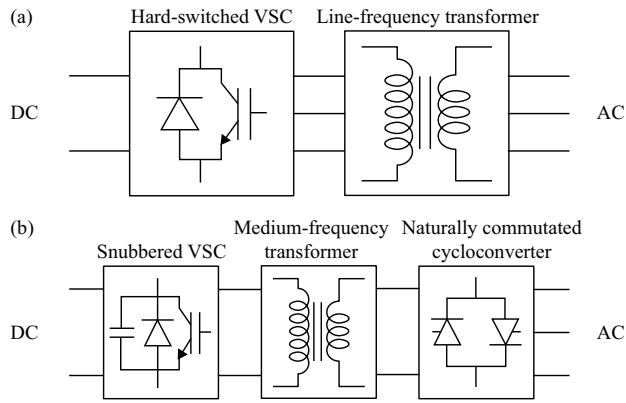 (a)
Hard-switched VSC
Line-frequency transformer
DC
AC
(b)
Snubbered VSC
Medium-frequency
transformer
Naturally commutated
cycloconverter
DC
AC